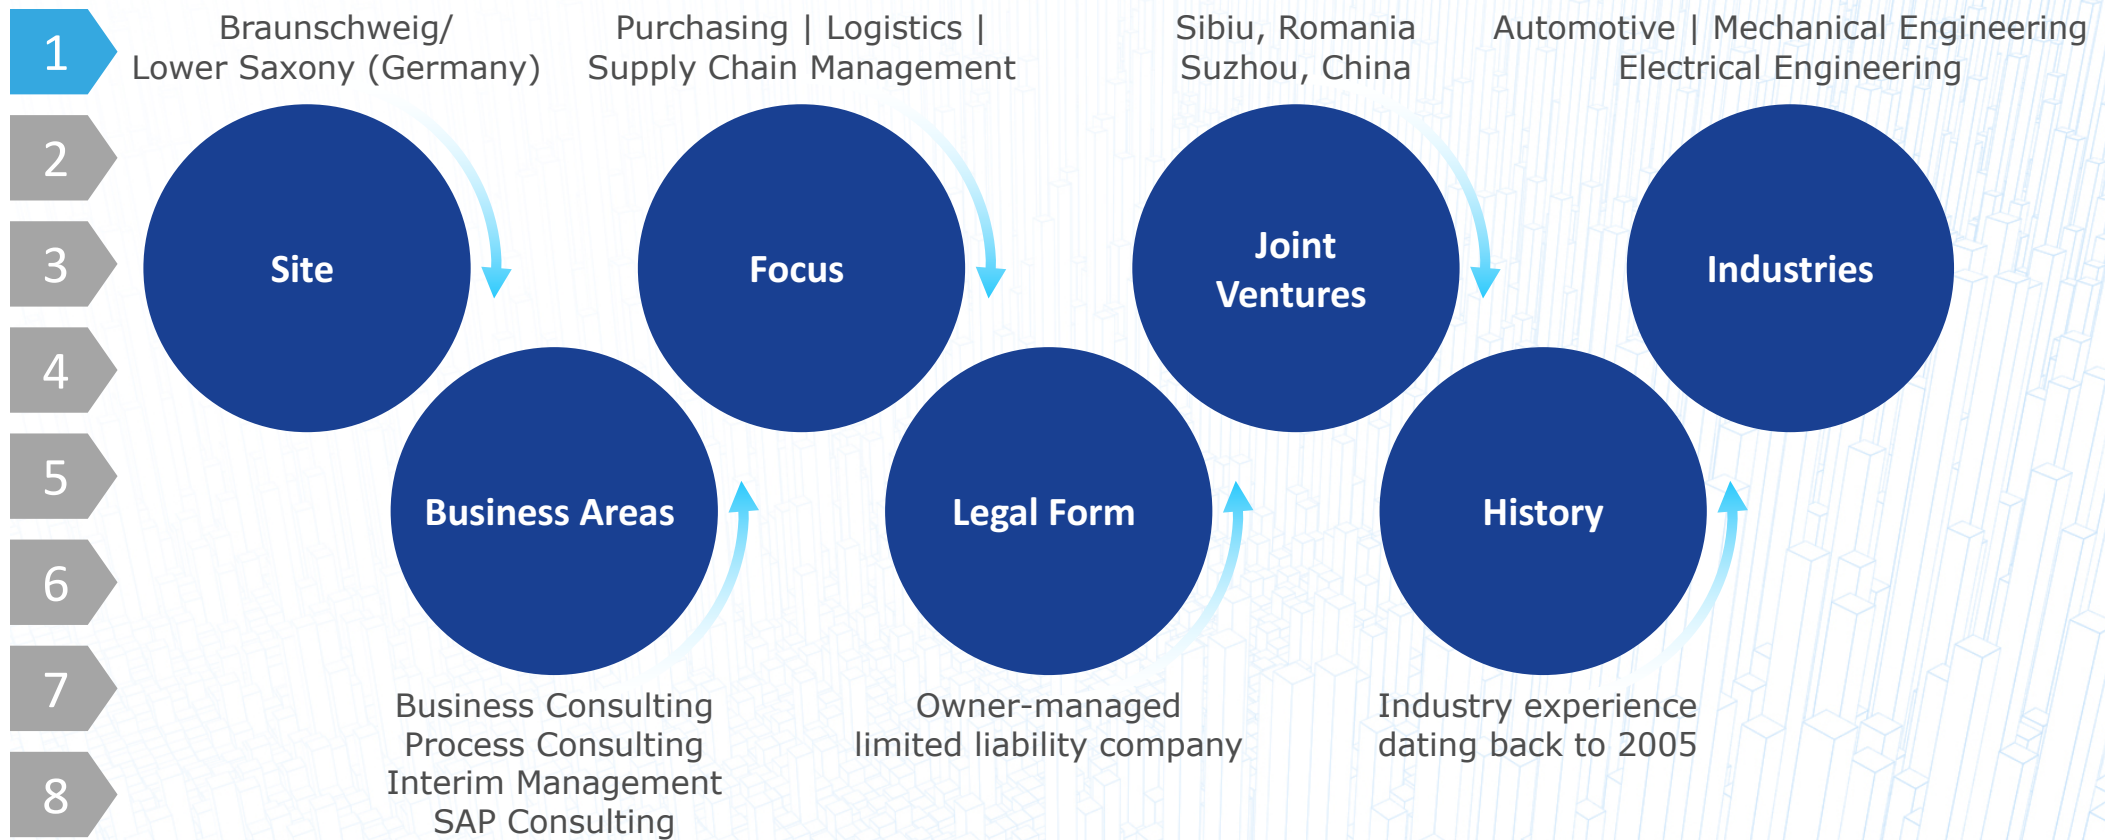 1
2
3
4
5
6
7
8
Braunschweig/
Lower Saxony (Germany)
Site
Business Areas
Business Consulting
Process Consulting
Interim Management
SAP Consulting
Purchasing | Logistics |
Supply Chain Management
Focus
Legal Form
Owner-managed
limited liability company
Sibiu, Romania
Suzhou, China
Joint
Ventures
History
Industry experience
dating back to 2005
Automotive | Mechanical Engineering
Electrical Engineering
Industries